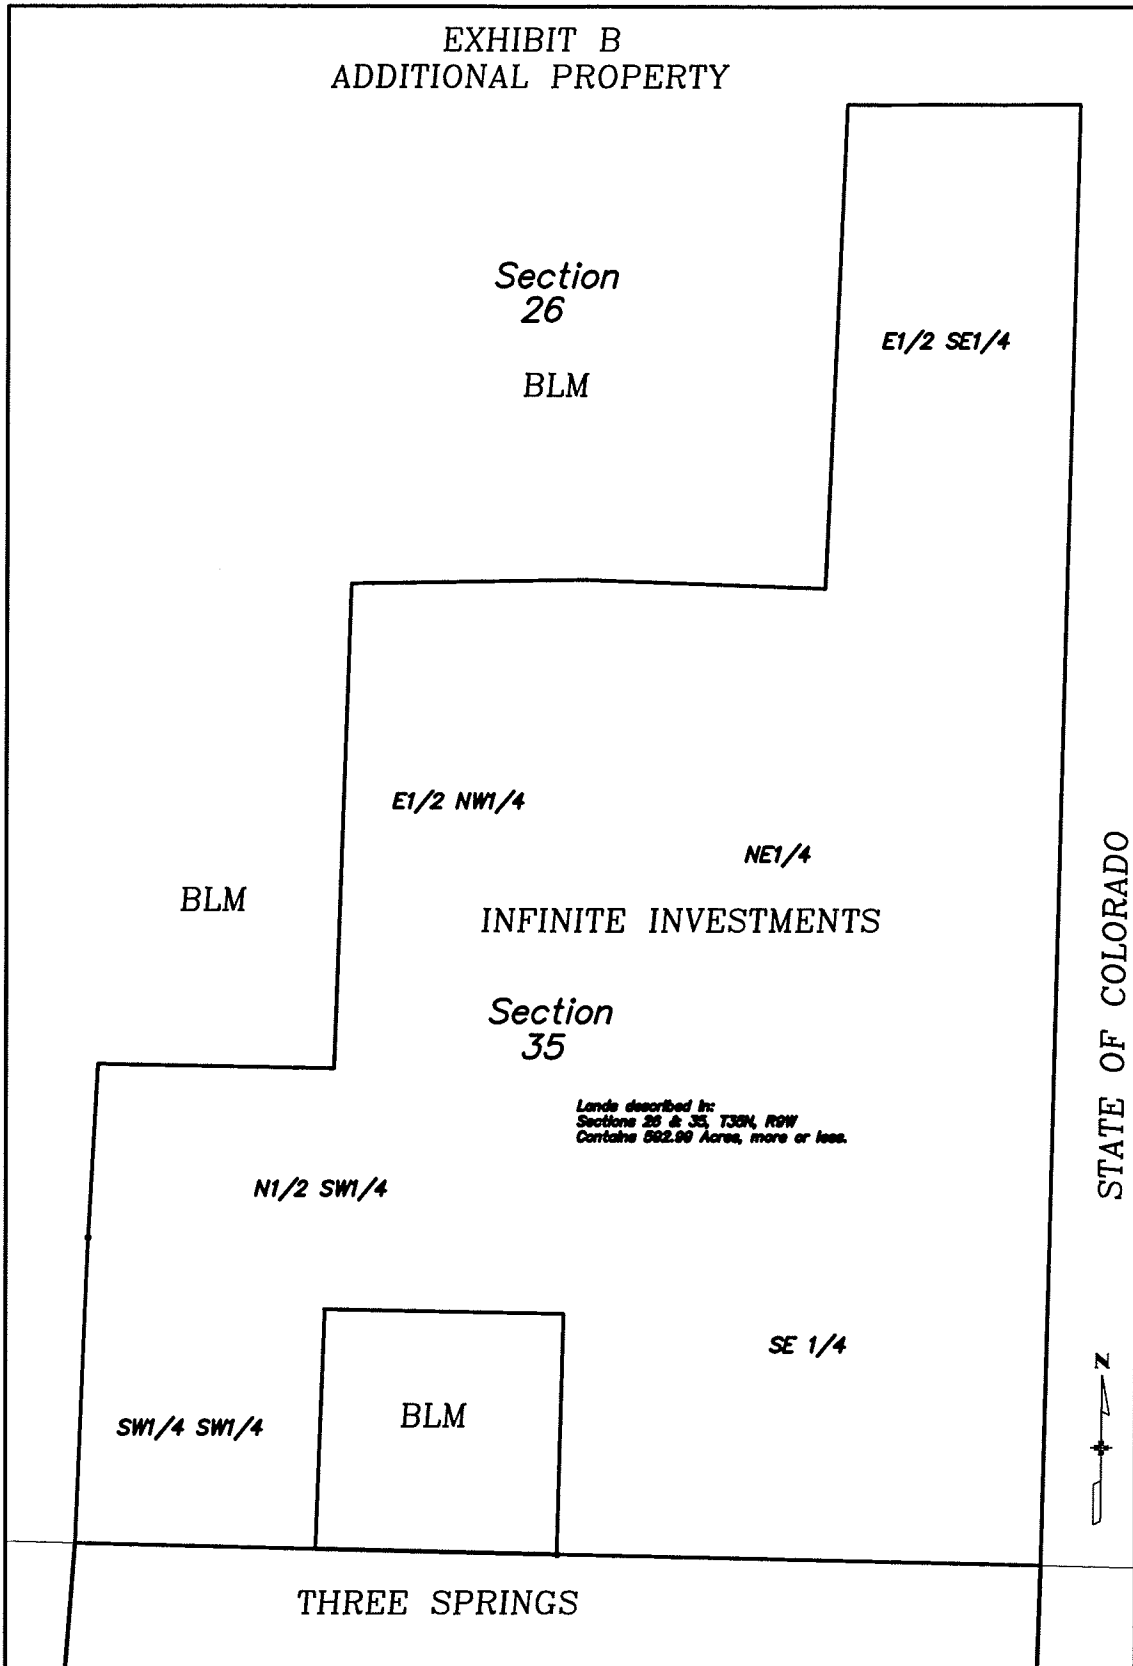 EXHIBIT B
ADDITIONAL PROPERTY
Section
26
E1/2 SE1/4
BLM
E1/2 NW1/4
NE1/4
BLM
INFINITE INVESTMENTS
STATE OF COLORADO
Section
35
Lands described in:
Sections 26 & 35, T35N, R9W
Contains 592.99 Acres, more or less.
N1/2 SW1/4
SE 1/4
N
BLM
SW1/4 SW1/4
THREE SPRINGS